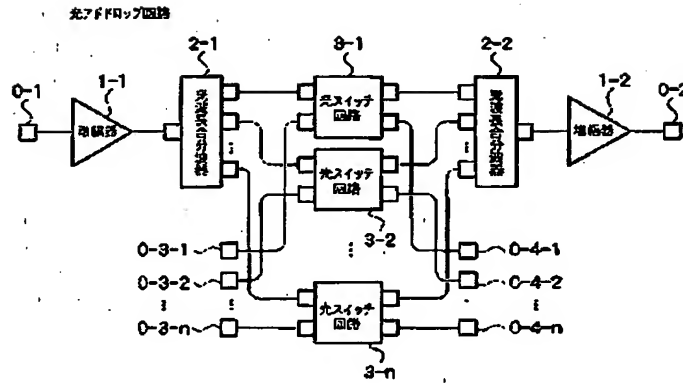 光アドドロップ回路
2-1
3-1
2-2
0-1
1-1
1-2
0-2
増幅器
光スイッチ
回路
増幅器
光スイッチ
回路
3-2
0-3-1
0-4-1
0-3-2
0-4-2
光スイッチ
回路
0-3-n
0-4-n
3-n